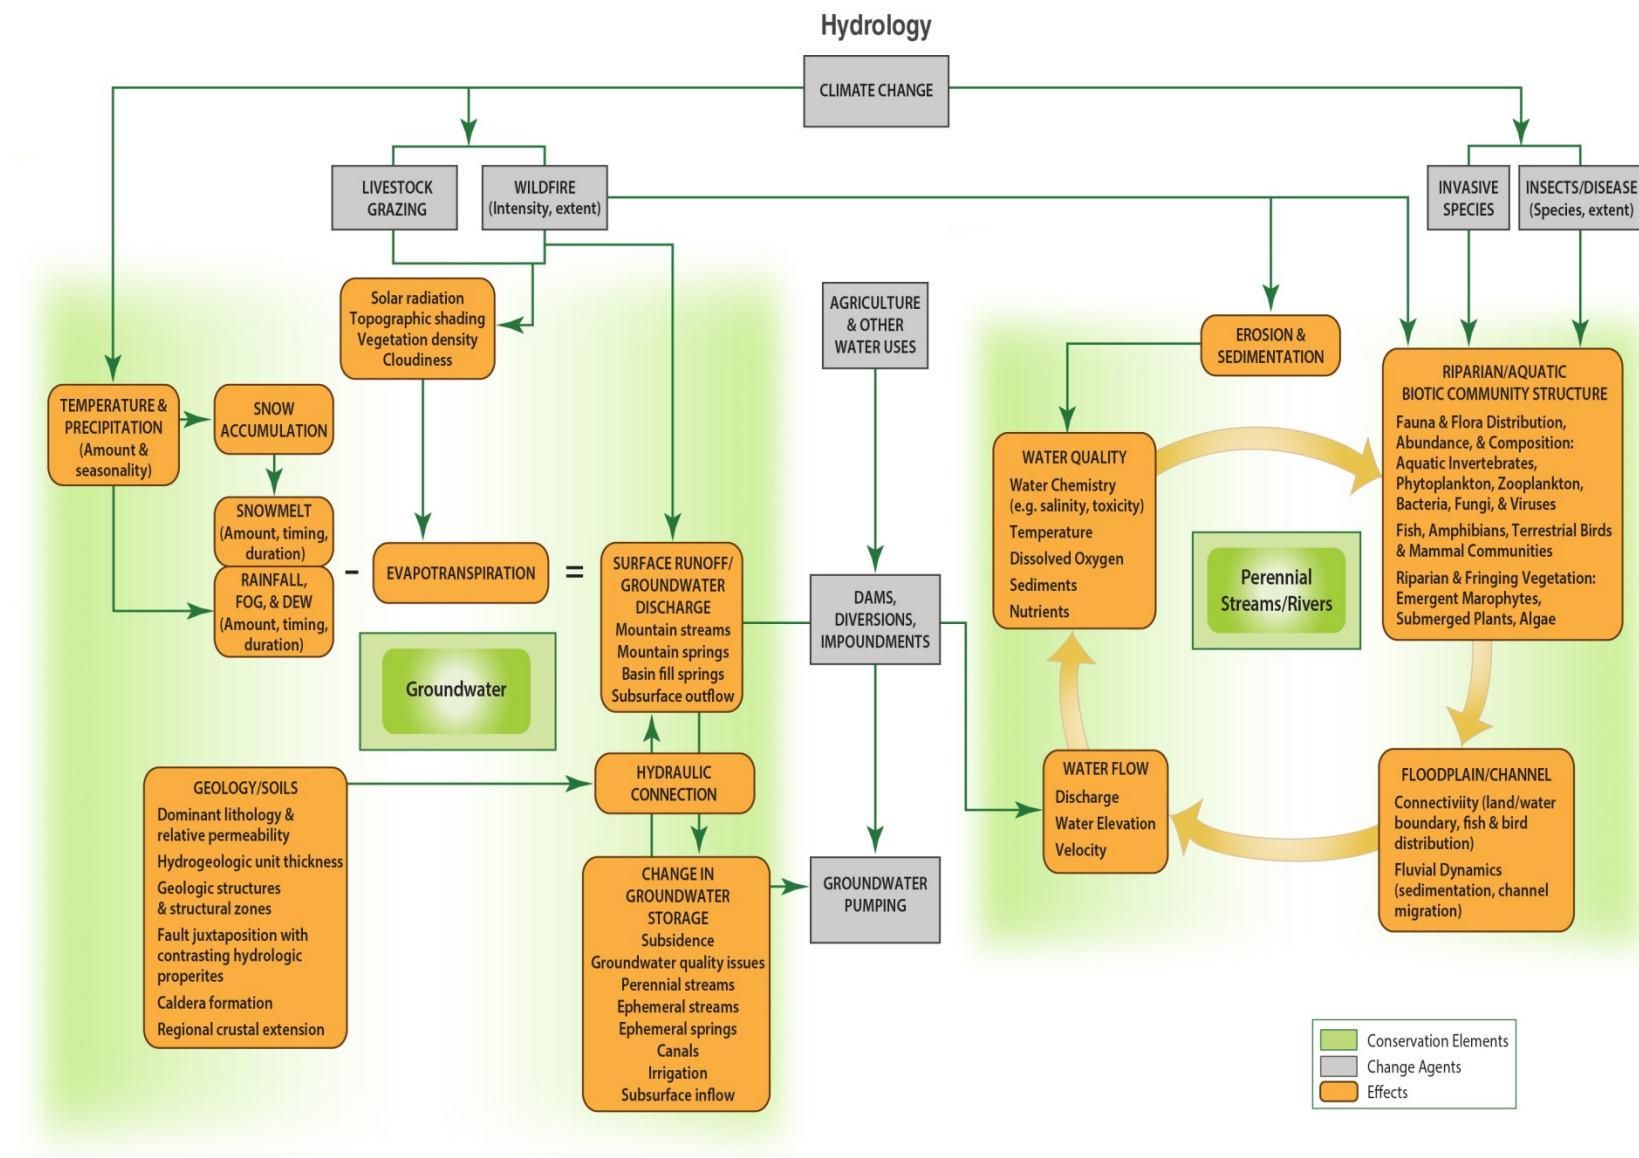 Hydrology
CLIMATE CHANGE
LIVESTOCK
GRAZING
WILDFIRE
(Intensity, extent)
INVASIVE
SPECIES
INSECTS/DISEASE
(Species, extent)
Solar radiation
Topographic shading
Vegetation density
Cloudiness
AGRICULTURE
& OTHER
WATER USES
EROSION &
SEDIMENTATION
TEMPERATURE &
PRECIPITATION
(Amount &
seasonality)
SNOW
ACCUMULATION
SNOWMELT
(Amount, timing,
duration)
RAINFALL,
FOG, & DEW
(Amount, timing,
duration)
-
EVAPOTRANSPIRATION
=
SURFACE RUNOFF/
GROUNDWATER
DISCHARGE
Mountain streams
Mountain springs
Basin fill springs
Subsurface outflow
DAMS,
DIVERSIONS,
IMPOUNDMENTS
WATER QUALITY
Water Chemistry
(e.g. salinity, toxicity)
Temperature
Dissolved Oxygen
Sediments
Nutrients
Perennial
Streams/Rivers
RIPARIAN/AQUATIC
BIOTIC COMMUNITY STRUCTURE
Fauna & Flora Distribution,
Abundance, & Composition:
Aquatic Invertebrates,
Phytoplankton, Zooplankton,
Bacteria, Fungi, & Viruses
Fish, Amphibians, Terrestrial Birds
& Mammal Communities
Riparian & Fringing Vegetation:
Emergent Marophytes,
Submerged Plants, Algae
Groundwater
GEOLOGY/SOILS
Dominant lithology &
relative permeability
Hydrogeologic unit thickness
Geologic structures
& structural zones
Fault juxtaposition with
contrasting hydrologic
properites
Caldera formation
Regional crustal extension
HYDRAULIC
CONNECTION
CHANGE IN
GROUNDWATER
STORAGE
Subsidence
Groundwater quality issues
Perennial streams
Ephemeral streams
Ephemeral springs
Canals
Irrigation
Subsurface inflow
GROUNDWATER
PUMPING
WATER FLOW
Discharge
Water Elevation
Velocity
FLOODPLAIN/CHANNEL
Connectiviity (land/water
boundary, fish & bird
distribution)
Fluvial Dynamics
(sedimentation, channel
migration)
Conservation Elements
Change Agents
Effects